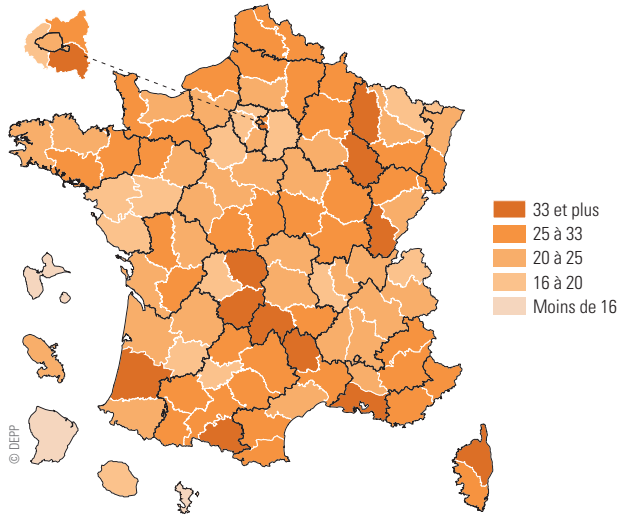 33 et plus
25 à 33
20 à 25
16 à 20
Moins de 16
© DEPP